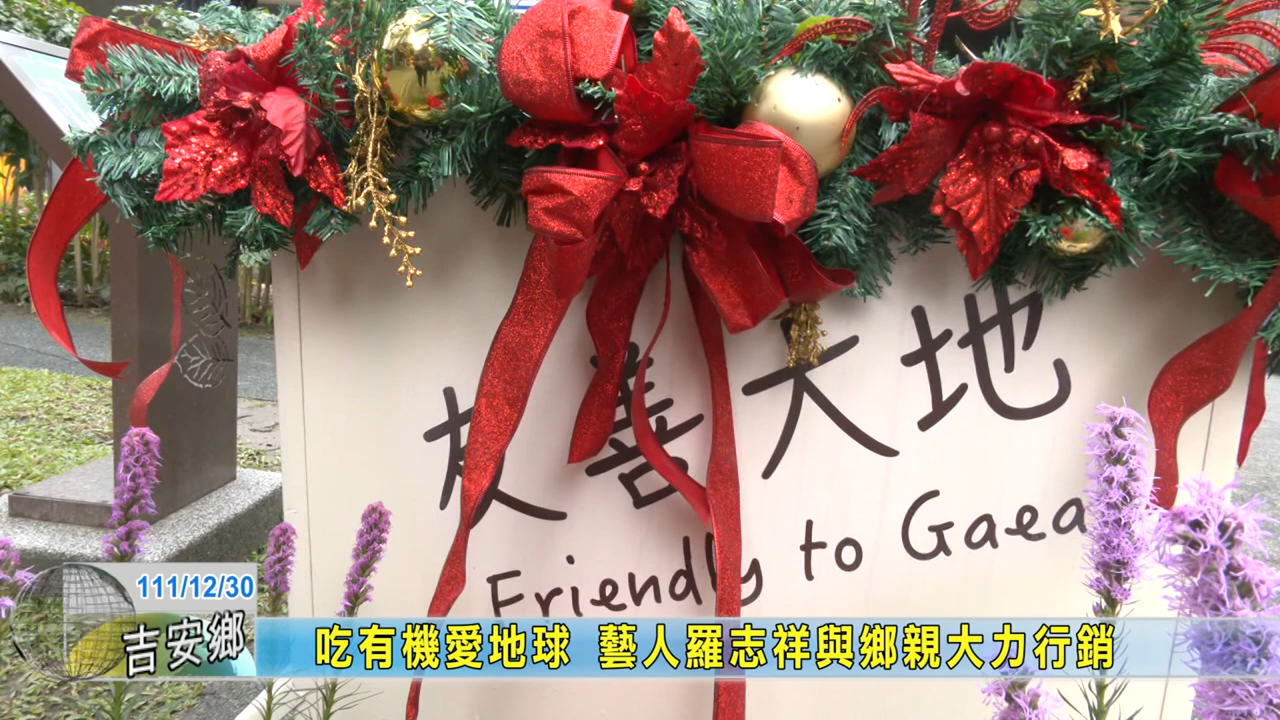 友善大地
Friendly to Gaea
111/12/30
吉安鄉
吃有機愛地球 藝人羅志祥與鄉親大力行銷